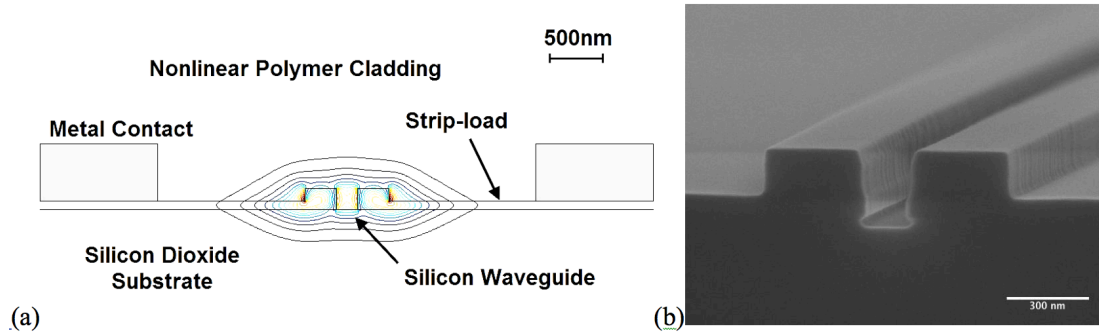 500nm
Nonlinear Polymer Cladding
Metal Contact
Strip-load
Silicon Dioxide
Substrate
Silicon Waveguide
(a)
(b)
300 nm